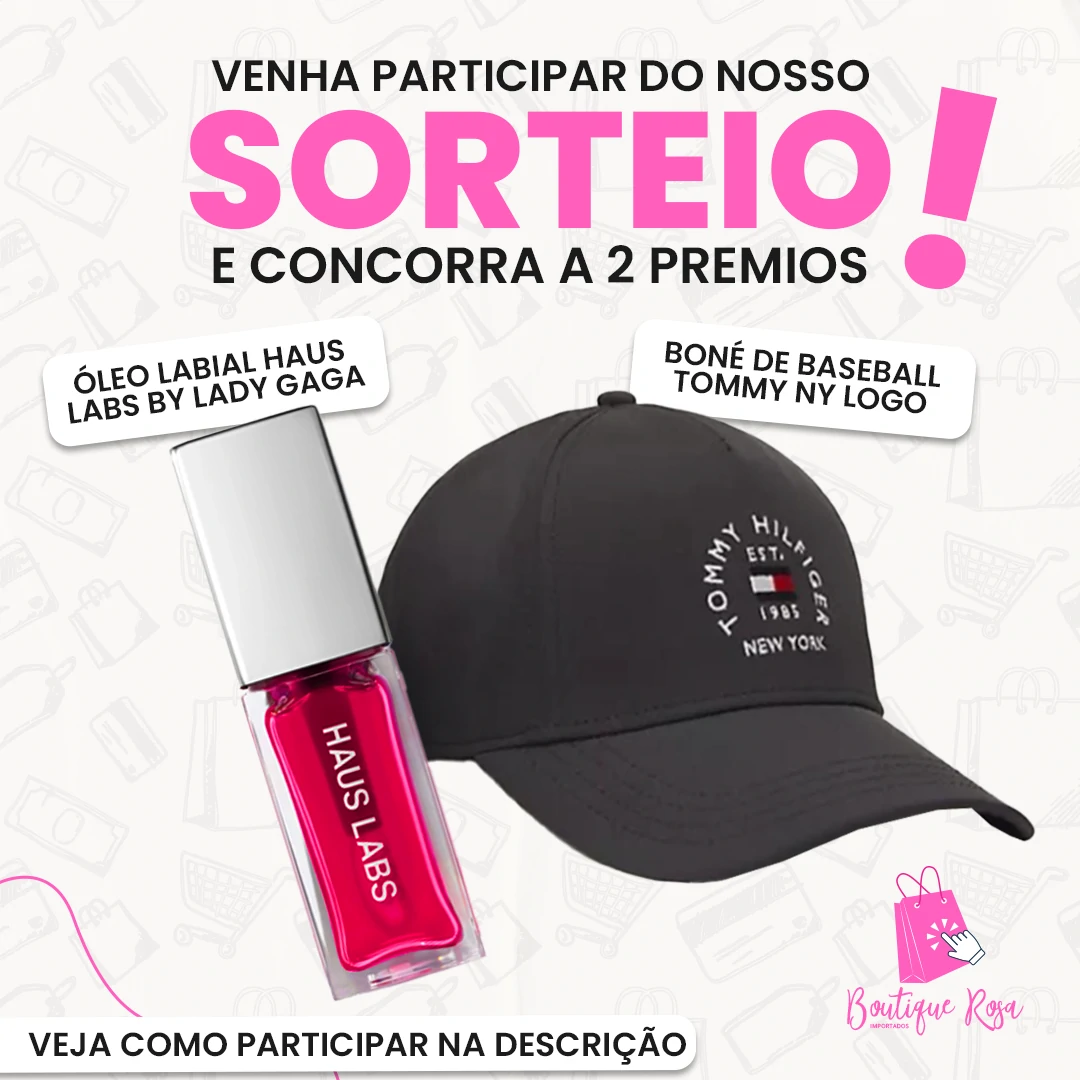 VENHA PARTICIPAR DO NOSSO
SORTEIO!
E CONCORRA A 2 PREMIOS
ÓLEO LABIAL HAUS
LABS BY LADY GAGA
BONÉ DE BASEBALL
TOMMY NY LOGO
TOMMY HILFIGER
EST.
1985
NEW YORK
HAUS LABS
Boutique Rosa
IMPORTADOS
VEJA COMO PARTICIPAR NA DESCRIÇÃO